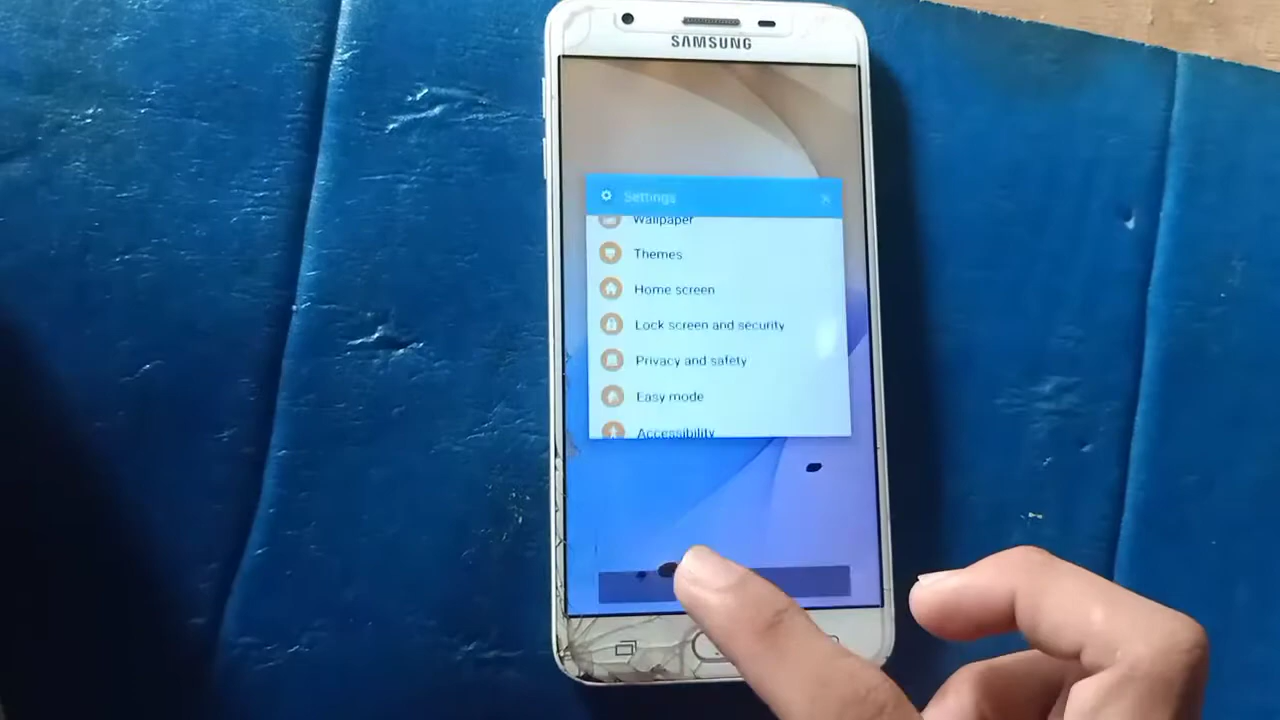 SAMSUNG
Settings
Wallpaper
Themes
Home screen
Lock screen and security
Privacy and safety
Easy mode
Accessibility